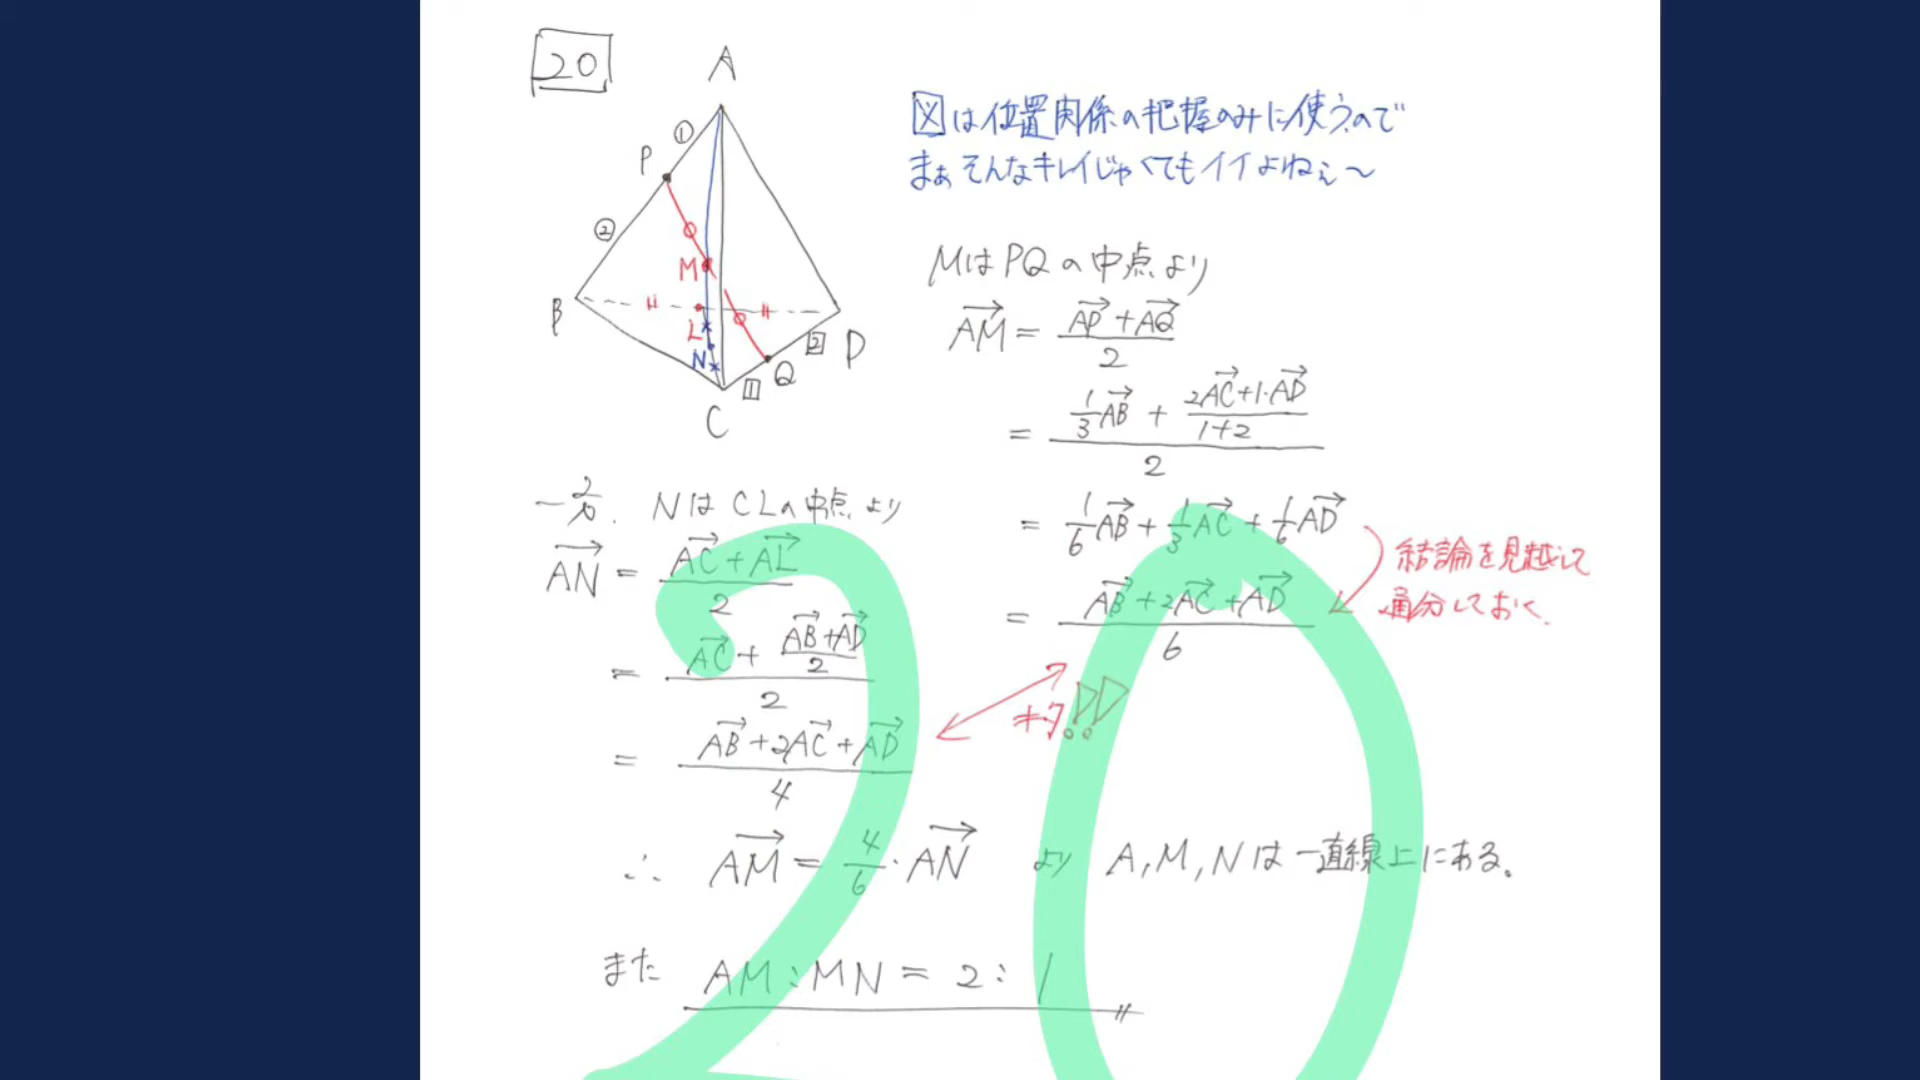 20
A
① P
②
B
M
L
N
C
① Q
② D
図は位置関係の把握のみに使うので
まぁそんなキレイじゃくてもイイよねぇ〜
MはPQの中点より
AM→ = (AP→ + AQ→)/2
= (1/3 AB→ + (2AC→ + 1・AD→)/(1+2))/2
= 1/6 AB→ + 1/3 AC→ + 1/6 AD→
= (AB→ + 2AC→ + AD→)/6
結論を見越して
通分しておく.
一方. NはCLの中点より
AN→ = (AC→ + AL→)/2
= (AC→ + (AB→ + AD→)/2)/2
= (AB→ + 2AC→ + AD→)/4
キタ!!
∴ AM→ = 4/6・AN→ より A, M, Nは一直線上にある。
また AM:MN = 2:1
20